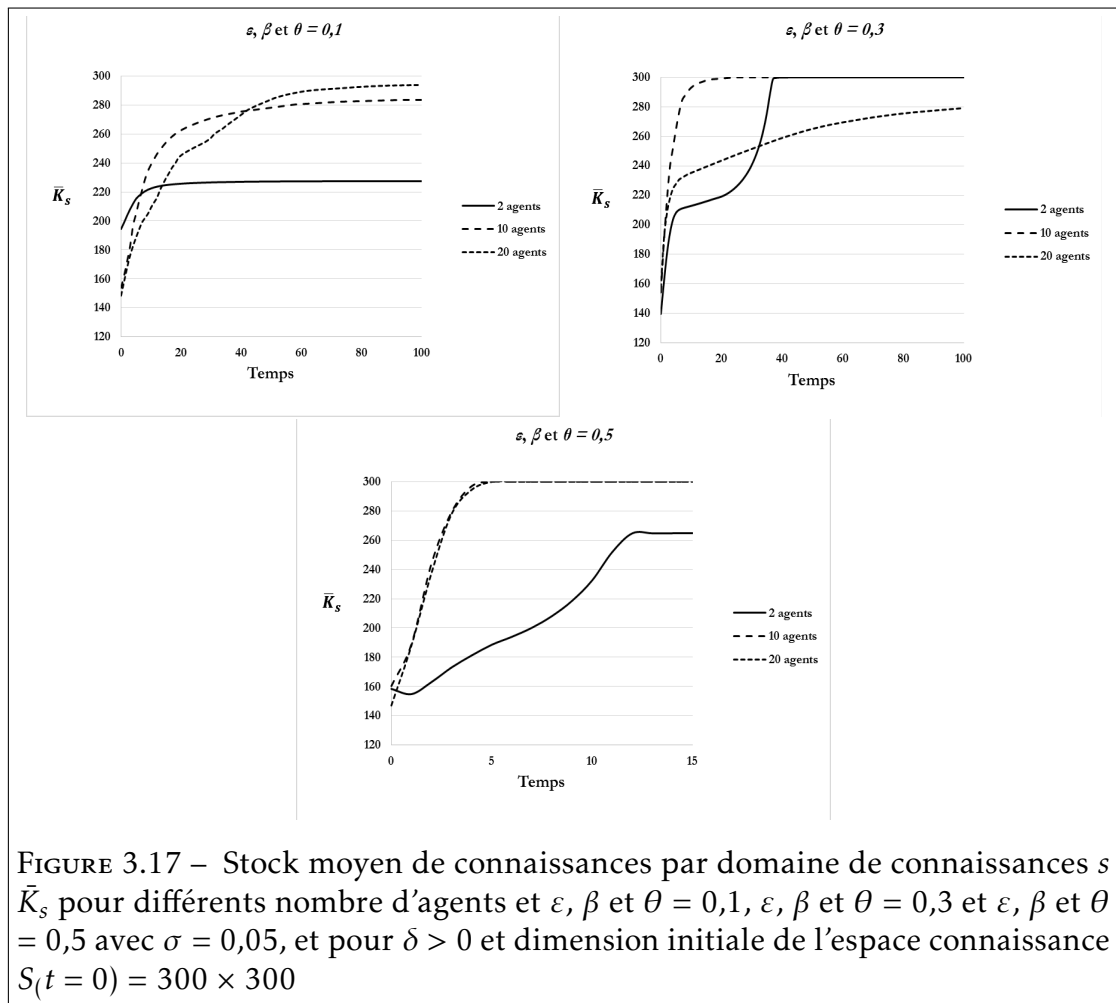 ε, β et θ = 0,1
K̄s
300
280
260
240
220
200
180
160
140
120
0 20 40 60 80 100
Temps
2 agents
10 agents
20 agents
ε, β et θ = 0,3
K̄s
300
280
260
240
220
200
180
160
140
120
0 20 40 60 80 100
Temps
2 agents
10 agents
20 agents
ε, β et θ = 0,5
K̄s
300
280
260
240
220
200
180
160
140
120
0 5 10 15
Temps
2 agents
10 agents
20 agents
FIGURE 3.17 – Stock moyen de connaissances par domaine de connaissances s
K̄s pour différents nombre d'agents et ε, β et θ = 0,1, ε, β et θ = 0,3 et ε, β et θ
= 0,5 avec σ = 0,05, et pour δ > 0 et dimension initiale de l'espace connaissance
S(t = 0) = 300 × 300